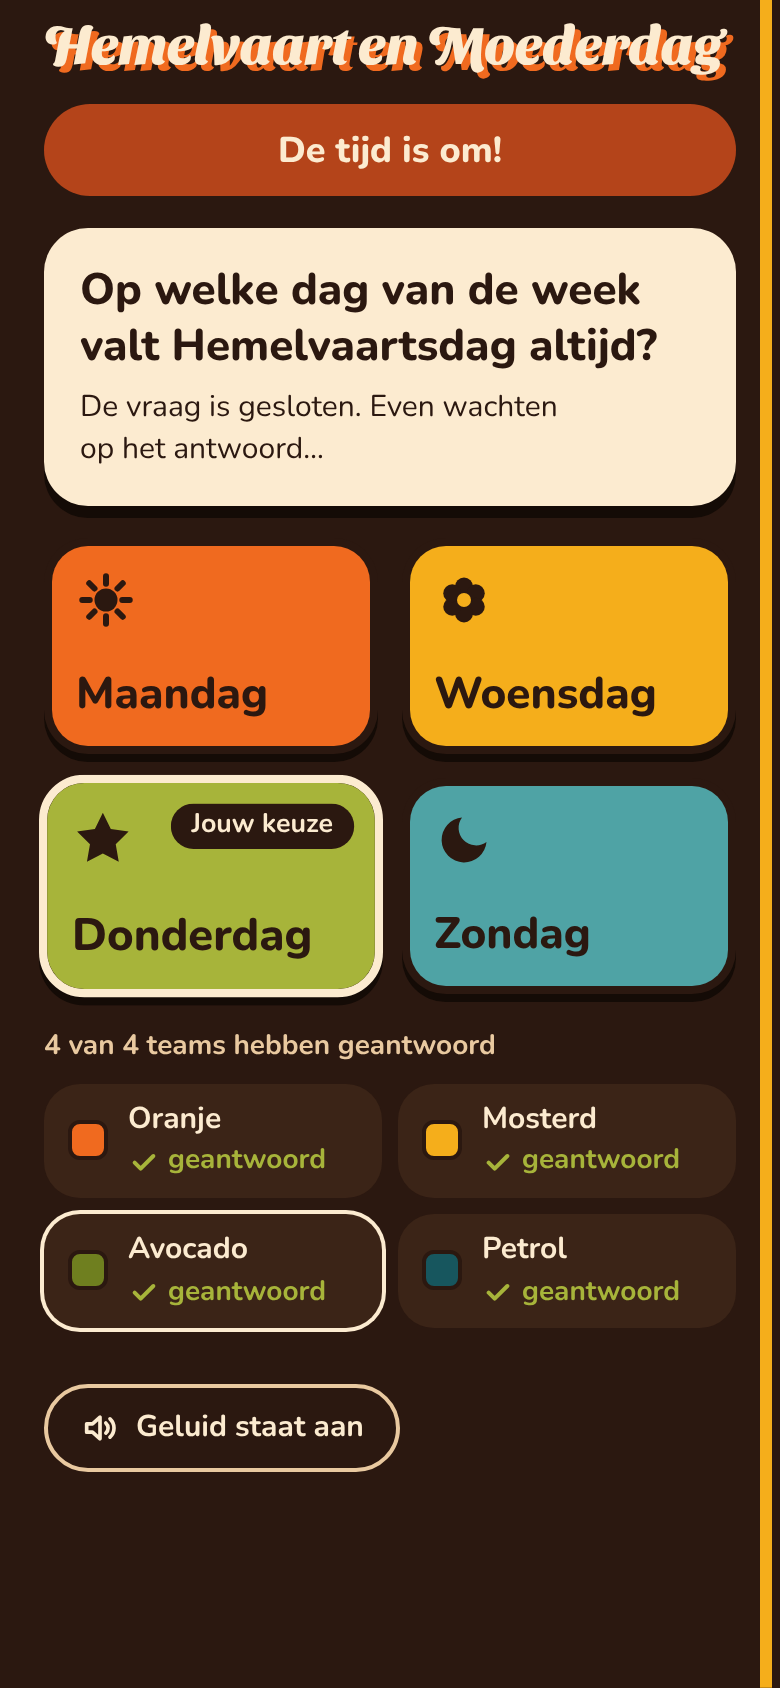 Hemelvaart en Moederdag
De tijd is om!
Op welke dag van de week
valt Hemelvaartsdag altijd?
De vraag is gesloten. Even wachten
op het antwoord...
Maandag
Woensdag
Jouw keuze
Donderdag
Zondag
4 van 4 teams hebben geantwoord
Oranje
geantwoord
Mosterd
geantwoord
Avocado
geantwoord
Petrol
geantwoord
Geluid staat aan